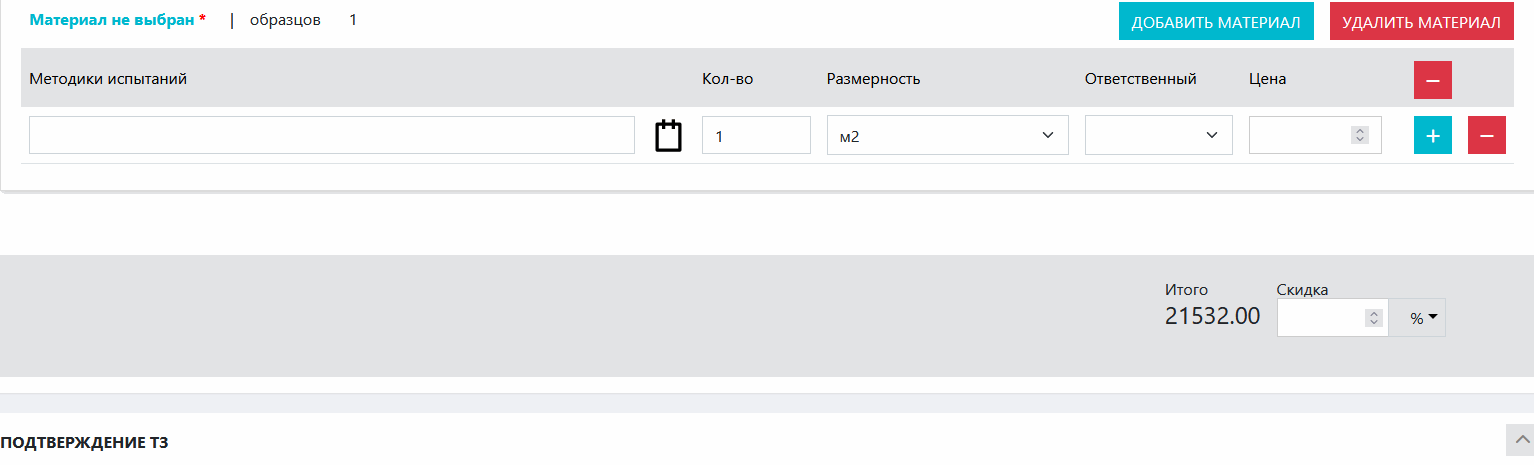 Материал не выбран * | образцов 1 ДОБАВИТЬ МАТЕРИАЛ УДАЛИТЬ МАТЕРИАЛ
Методики испытаний Кол-во Размерность Ответственный Цена −
1 м2 + −
Итого Скидка
21532.00 %
ПОДТВЕРЖДЕНИЕ ТЗ